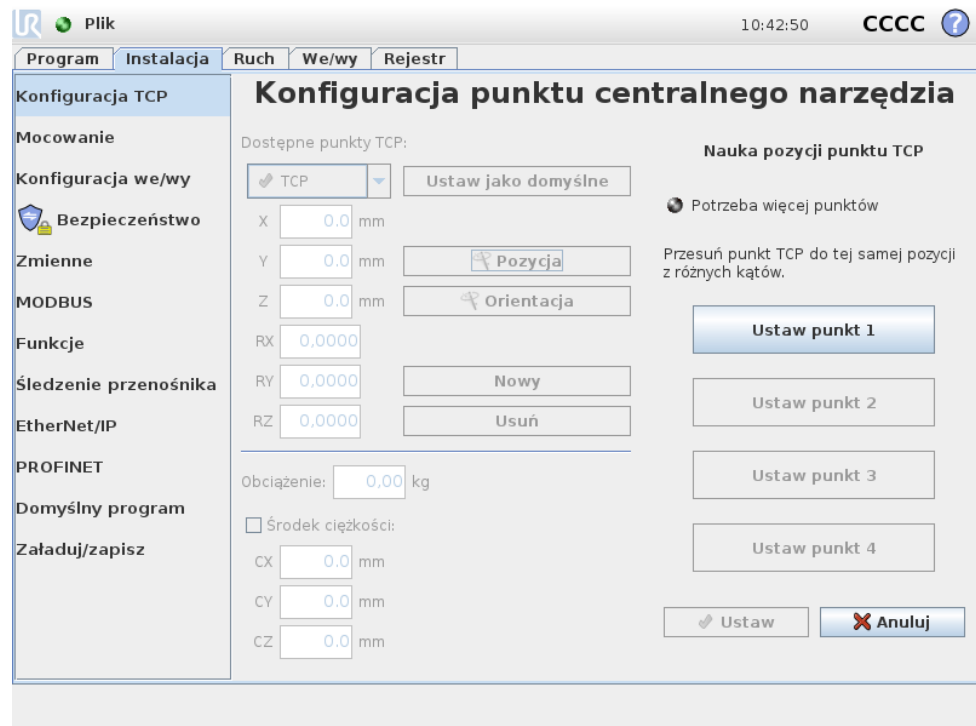 UR Plik 10:42:50 CCCC ?
Program Instalacja Ruch We/wy Rejestr
Konfiguracja TCP
Mocowanie
Konfiguracja we/wy
Bezpieczeństwo
Zmienne
MODBUS
Funkcje
Śledzenie przenośnika
EtherNet/IP
PROFINET
Domyślny program
Załaduj/zapisz
Konfiguracja punktu centralnego narzędzia
Dostępne punkty TCP:
TCP Ustaw jako domyślne
X 0.0 mm
Y 0.0 mm Pozycja
Z 0.0 mm Orientacja
RX 0,0000
RY 0,0000 Nowy
RZ 0,0000 Usuń
Obciążenie: 0,00 kg
Środek ciężkości:
CX 0.0 mm
CY 0.0 mm
CZ 0.0 mm
Nauka pozycji punktu TCP
Potrzeba więcej punktów
Przesuń punkt TCP do tej samej pozycji
z różnych kątów.
Ustaw punkt 1
Ustaw punkt 2
Ustaw punkt 3
Ustaw punkt 4
Ustaw Anuluj